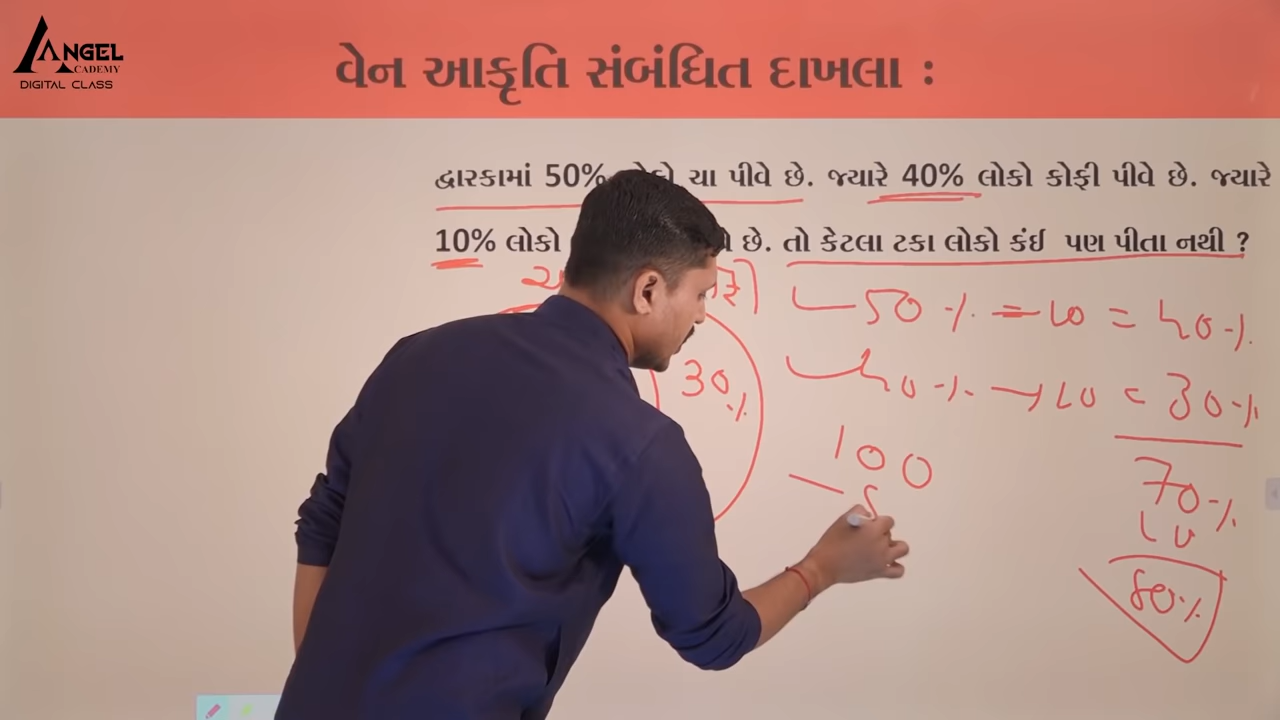 ANGEL
ACADEMY
DIGITAL CLASS
વેન આકૃતિ સંબંધિત દાખલા :
દ્વારકામાં 50% ચા પીવે છે. જ્યારે 40% લોકો કોફી પીવે છે. જ્યારે
10% લોકો છે. તો કેટલા ટકા લોકો કંઈ પણ પીતા નથી ?
50 % - 10 = 40%
40 % - 10 = 30%
30%
100
70%
10
80%